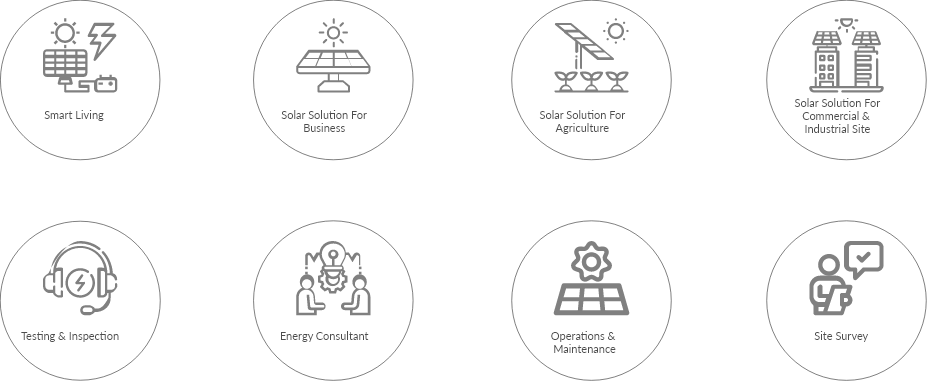 Smart Living
Solar Solution For
Business
Solar Solution For
Agriculture
Solar Solution For
Commercial &
Industrial Site
Testing & Inspection
Energy Consultant
Operations &
Maintenance
Site Survey